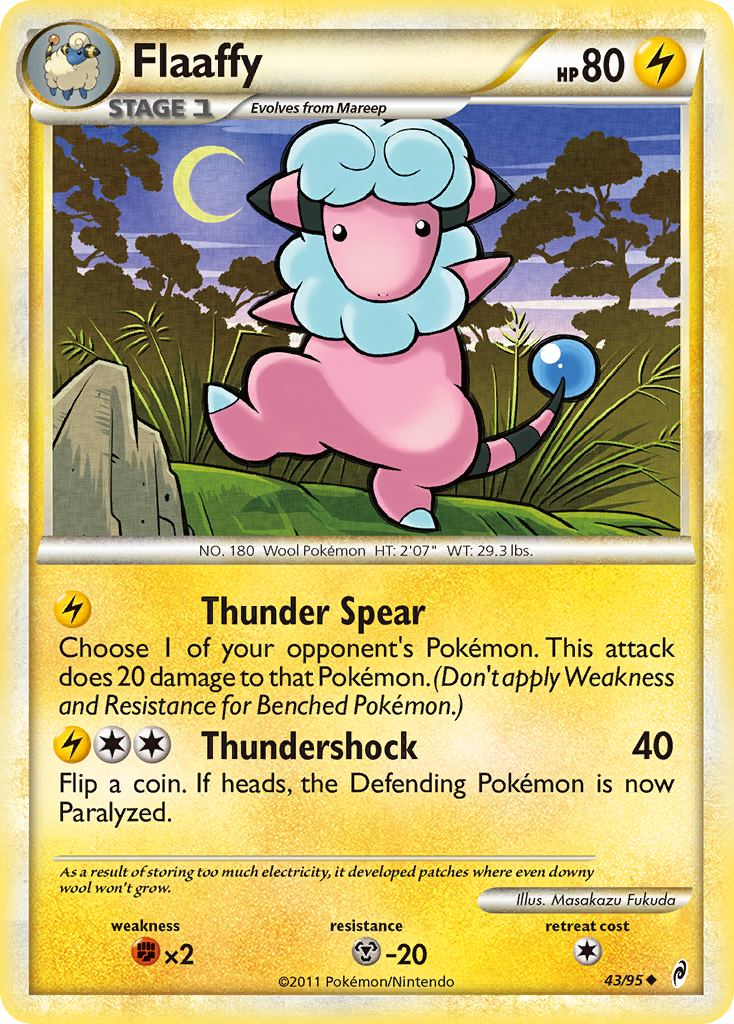 Flaaffy
HP 80
STAGE 1
Evolves from Mareep
NO. 180 Wool Pokémon HT: 2'07" WT: 29.3 lbs.
Thunder Spear
Choose 1 of your opponent's Pokémon. This attack
does 20 damage to that Pokémon. (Don't apply Weakness
and Resistance for Benched Pokémon.)
Thundershock 40
Flip a coin. If heads, the Defending Pokémon is now
Paralyzed.
As a result of storing too much electricity, it developed patches where even downy
wool won't grow.
Illus. Masakazu Fukuda
weakness resistance retreat cost
×2 -20
©2011 Pokémon/Nintendo
43/95